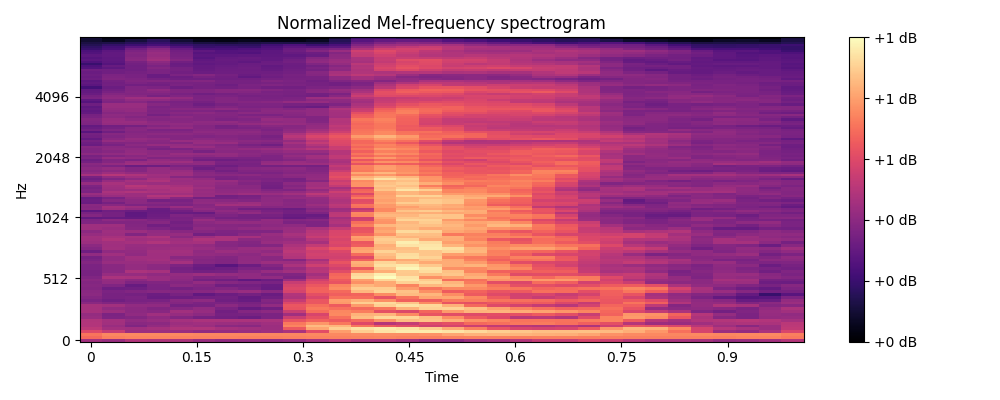 Normalized Mel-frequency spectrogram
Hz
4096
2048
1024
512
0
0 0.15 0.3 0.45 0.6 0.75 0.9
Time
+1 dB
+1 dB
+1 dB
+0 dB
+0 dB
+0 dB